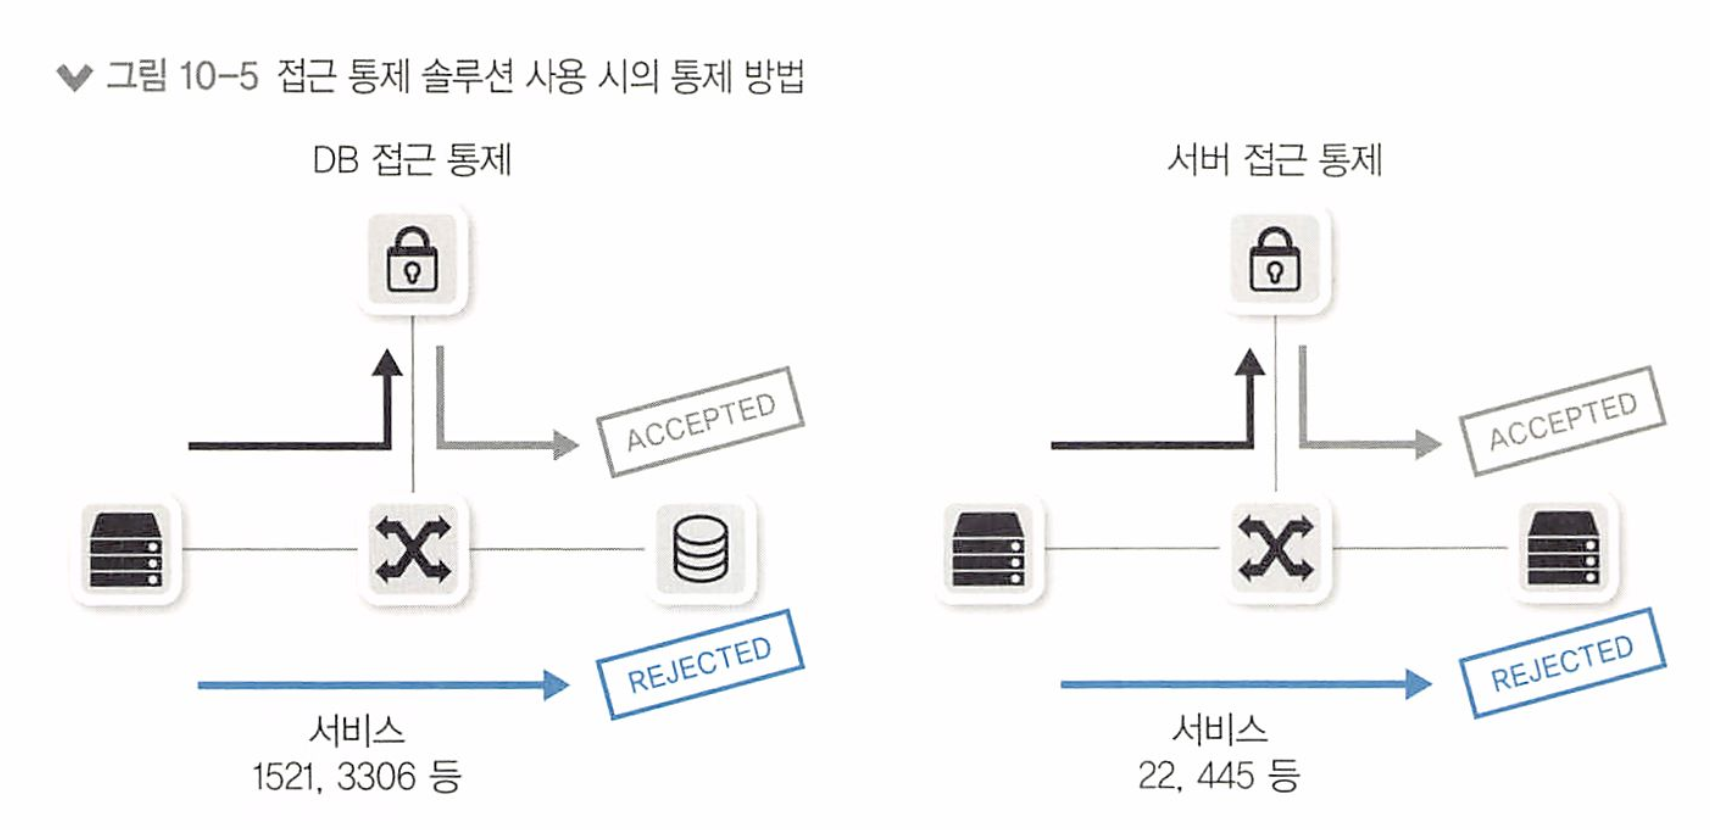 그림 10-5 접근 통제 솔루션 사용 시의 통제 방법
DB 접근 통제
ACCEPTED
REJECTED
서비스
1521, 3306 등
서버 접근 통제
ACCEPTED
REJECTED
서비스
22, 445 등